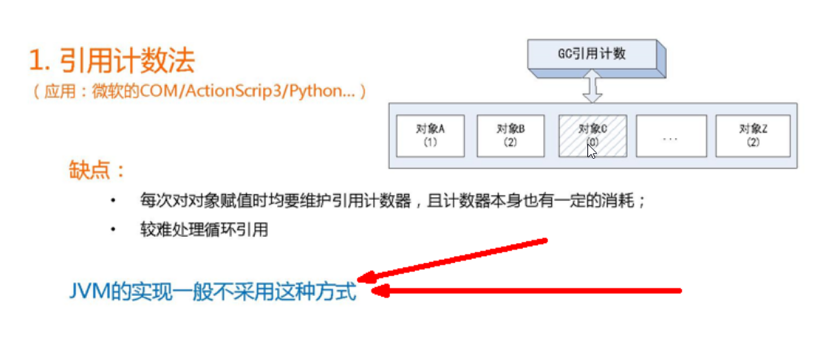 1. 引用计数法
（应用：微软的COM/ActionScrip3/Python...）
GC引用计数
对象A
(1)
对象B
(2)
对象C
(0)
...
对象Z
(2)
缺点：
• 每次对对象赋值时均要维护引用计数器，且计数器本身也有一定的消耗；
• 较难处理循环引用
JVM的实现一般不采用这种方式